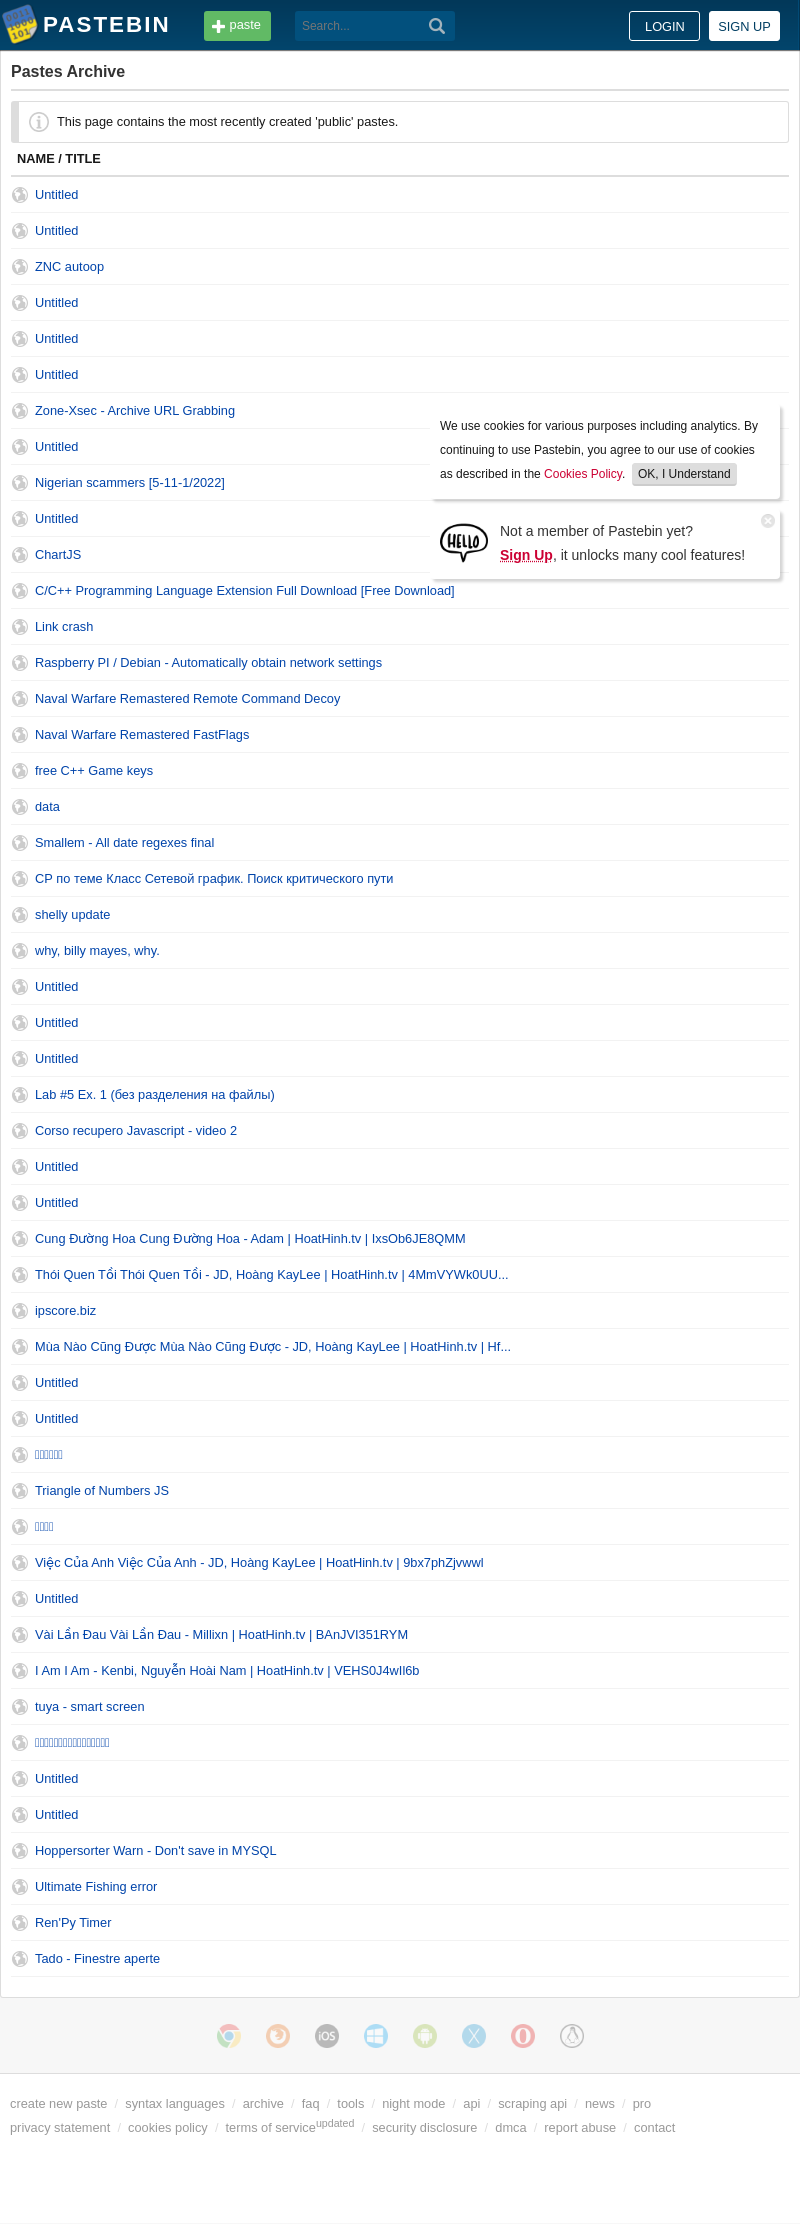 PASTEBIN
paste
Search...
LOGIN
SIGN UP
Pastes Archive
This page contains the most recently created 'public' pastes.
NAME / TITLE
Untitled
Untitled
ZNC autoop
Untitled
Untitled
Untitled
Zone-Xsec - Archive URL Grabbing
Untitled
Nigerian scammers [5-11-1/2022]
Untitled
ChartJS
We use cookies for various purposes including analytics. By
continuing to use Pastebin, you agree to our use of cookies
as described in the Cookies Policy. OK, I Understand
HELLO
Not a member of Pastebin yet?
Sign Up, it unlocks many cool features!
C/C++ Programming Language Extension Full Download [Free Download]
Link crash
Raspberry PI / Debian - Automatically obtain network settings
Naval Warfare Remastered Remote Command Decoy
Naval Warfare Remastered FastFlags
free C++ Game keys
data
Smallem - All date regexes final
СР по теме Класс Сетевой график. Поиск критического пути
shelly update
why, billy mayes, why.
Untitled
Untitled
Untitled
Lab #5 Ex. 1 (без разделения на файлы)
Corso recupero Javascript - video 2
Untitled
Untitled
Cung Đường Hoa Cung Đường Hoa - Adam | HoatHinh.tv | IxsOb6JE8QMM
Thói Quen Tồi Thói Quen Tồi - JD, Hoàng KayLee | HoatHinh.tv | 4MmVYWk0UU...
ipscore.biz
Mùa Nào Cũng Được Mùa Nào Cũng Được - JD, Hoàng KayLee | HoatHinh.tv | Hf...
Untitled
Untitled
Triangle of Numbers JS
Việc Của Anh Việc Của Anh - JD, Hoàng KayLee | HoatHinh.tv | 9bx7phZjvwwl
Untitled
Vài Lần Đau Vài Lần Đau - Millixn | HoatHinh.tv | BAnJVI351RYM
I Am I Am - Kenbi, Nguyễn Hoài Nam | HoatHinh.tv | VEHS0J4wIl6b
tuya - smart screen
Untitled
Untitled
Hoppersorter Warn - Don't save in MYSQL
Ultimate Fishing error
Ren'Py Timer
Tado - Finestre aperte
iOS
create new paste / syntax languages / archive / faq / tools / night mode / api / scraping api / news / pro
privacy statement / cookies policy / terms of service updated / security disclosure / dmca / report abuse / contact